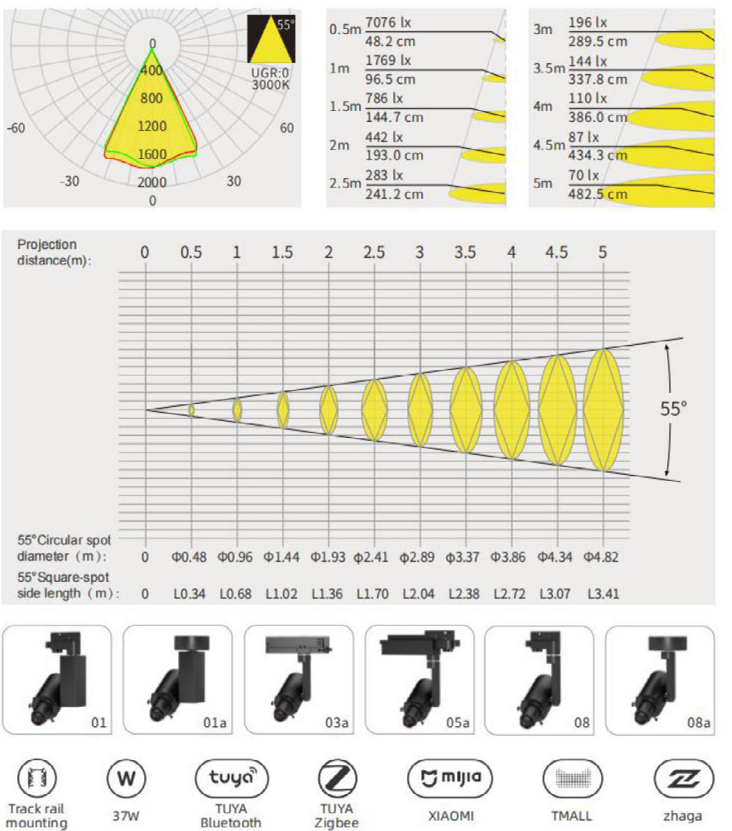 0
400
800
1200
1600
2000
0
-60
-30
30
60
55°
UGR:0
3000K
0.5m 7076 lx
48.2 cm
1m 1769 lx
96.5 cm
1.5m 786 lx
144.7 cm
2m 442 lx
193.0 cm
2.5m 283 lx
241.2 cm
3m 196 lx
289.5 cm
3.5m 144 lx
337.8 cm
4m 110 lx
386.0 cm
4.5m 87 lx
434.3 cm
5m 70 lx
482.5 cm
Projection
distance(m): 0 0.5 1 1.5 2 2.5 3 3.5 4 4.5 5
55°
55°Circular spot
diameter（m）: 0 Φ0.48 Φ0.96 Φ1.44 Φ1.93 Φ2.41 Φ2.89 Φ3.37 Φ3.86 Φ4.34 Φ4.82
55°Square-spot
side length（m）: 0 L0.34 L0.68 L1.02 L1.36 L1.70 L2.04 L2.38 L2.72 L3.07 L3.41
01
01a
03a
05a
08
08a
W
tuya
mijia
Track rail
mounting
37W
TUYA
Bluetooth
TUYA
Zigbee
XIAOMI
TMALL
zhaga